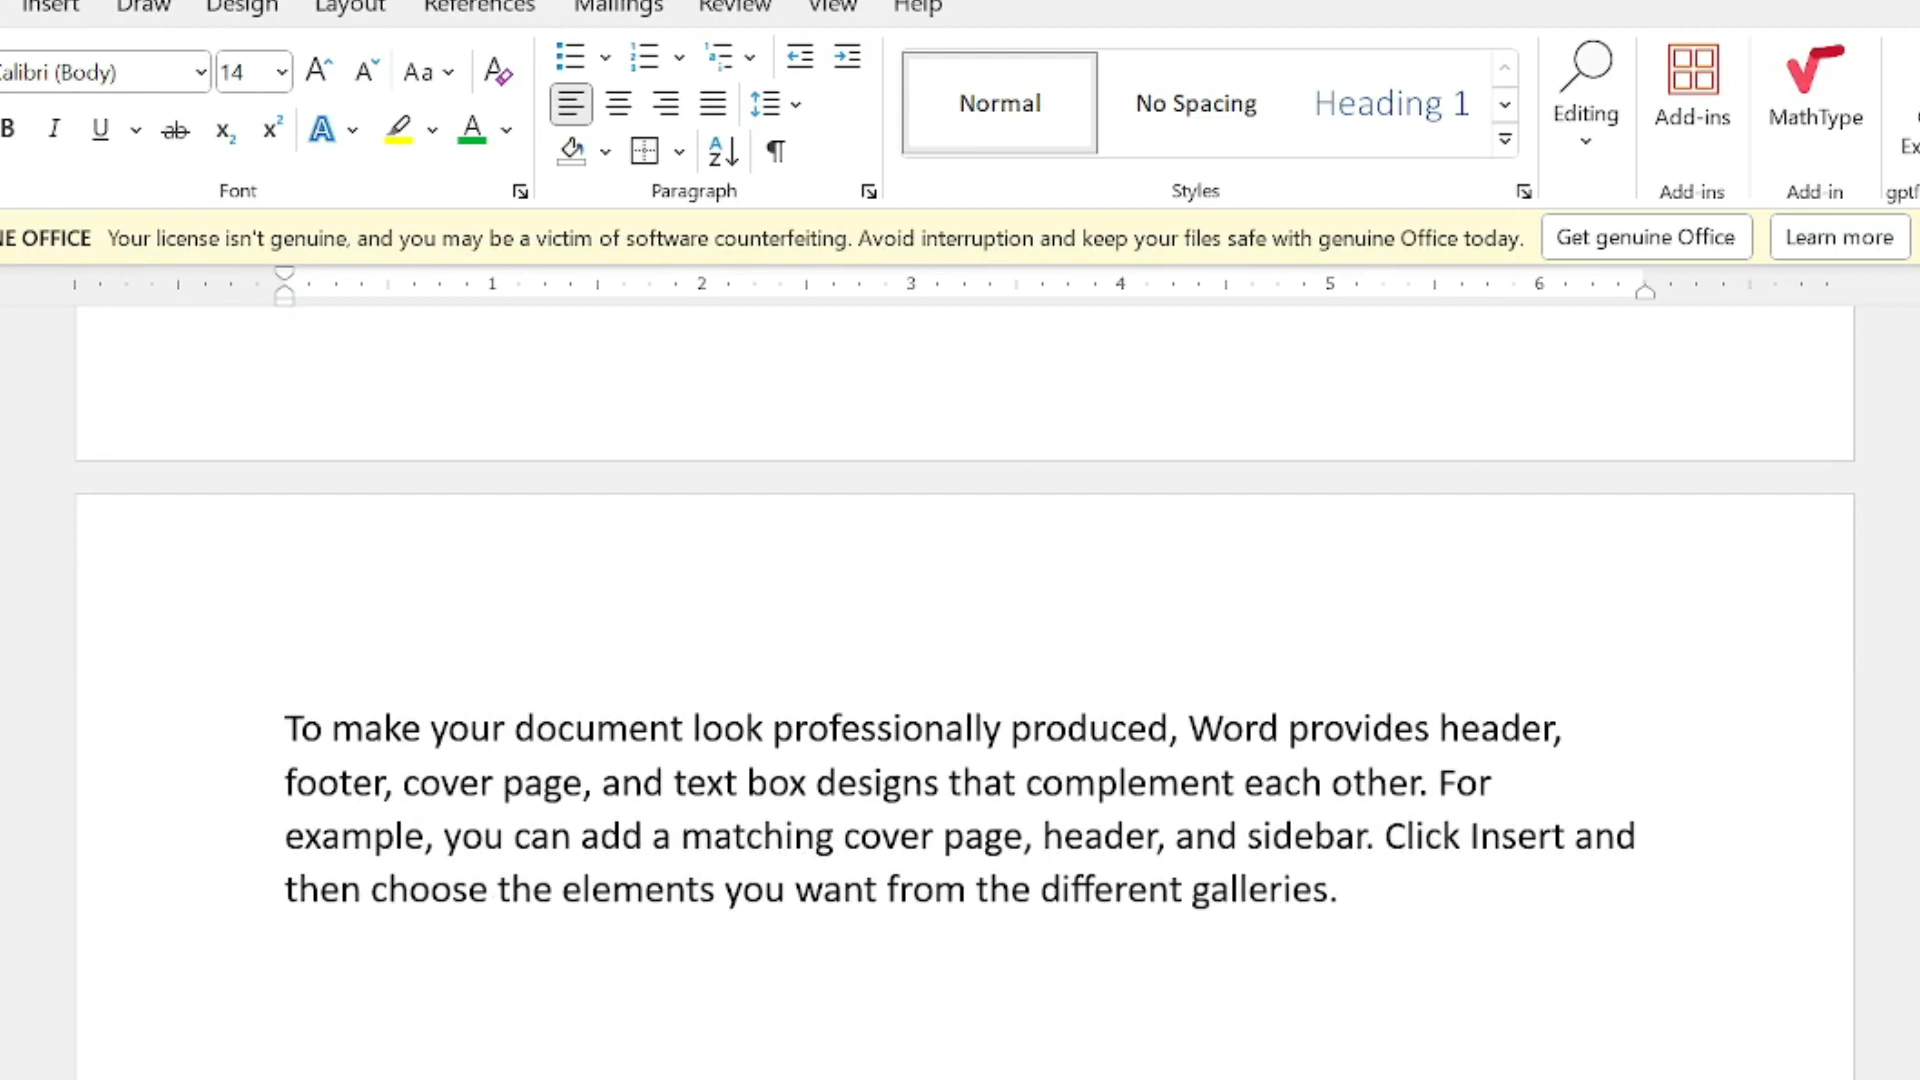 Insert Draw Design Layout References Mailings Review View Help
Calibri (Body) 14 Aa
B I U ab x₂ x² A A
Normal No Spacing Heading 1
Editing Add-ins MathType
Font Paragraph Styles Add-ins Add-in
OFFICE Your license isn't genuine, and you may be a victim of software counterfeiting. Avoid interruption and keep your files safe with genuine Office today. Get genuine Office Learn more
1 2 3 4 5 6
To make your document look professionally produced, Word provides header,
footer, cover page, and text box designs that complement each other. For
example, you can add a matching cover page, header, and sidebar. Click Insert and
then choose the elements you want from the different galleries.